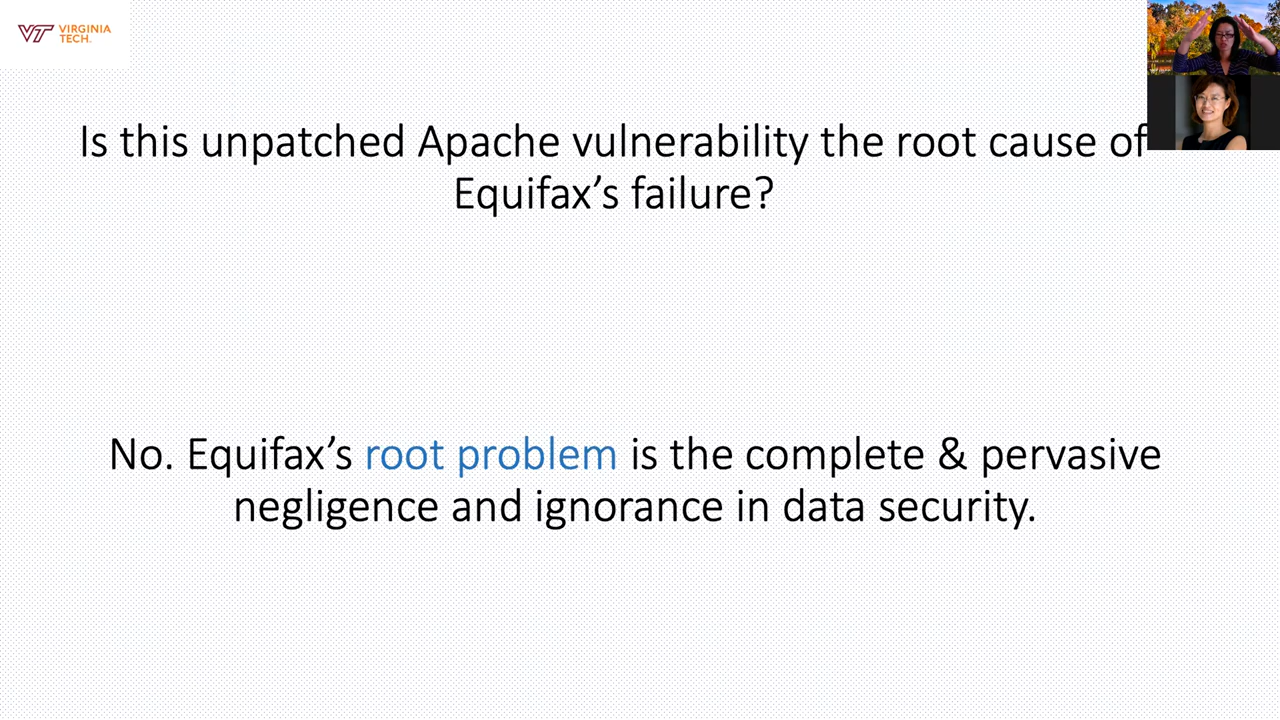 VT VIRGINIA
TECH.
Is this unpatched Apache vulnerability the root cause of
Equifax’s failure?
No. Equifax’s root problem is the complete & pervasive
negligence and ignorance in data security.